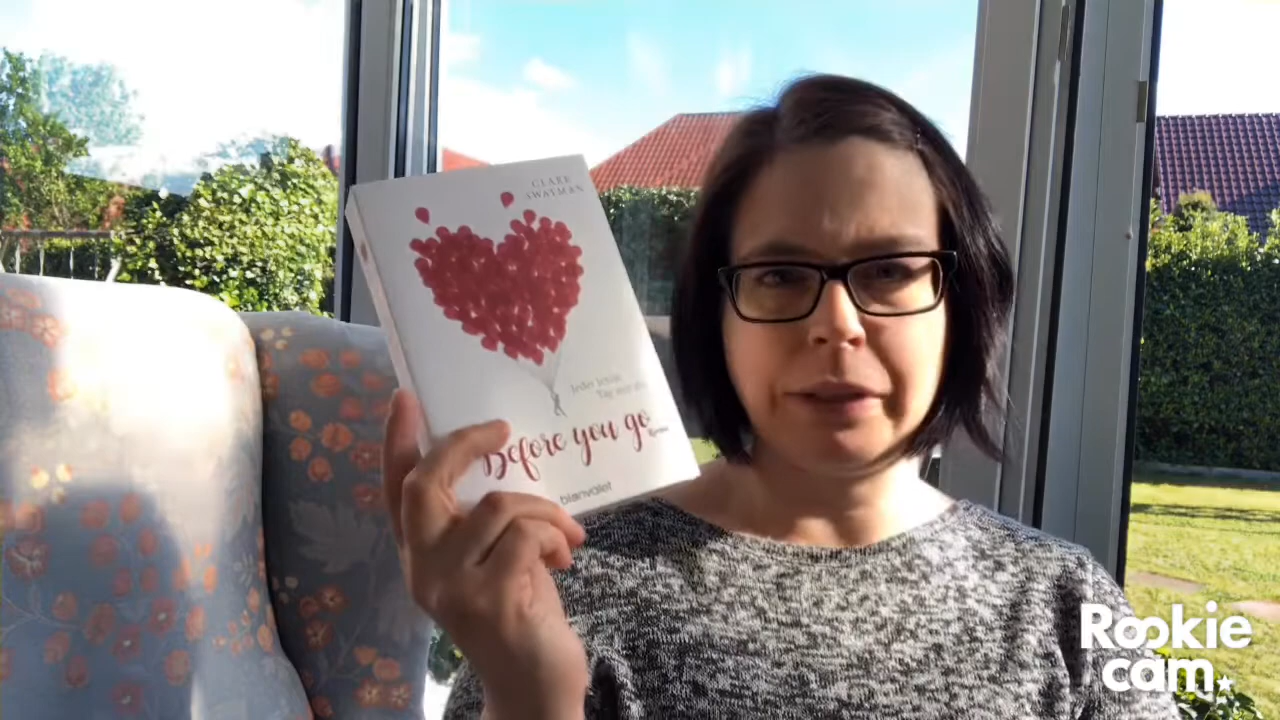 CLARE
SWATMAN
Jeder letzte
Tag mit dir
Before you go
Roman
blanvalet
Rookie
cam.